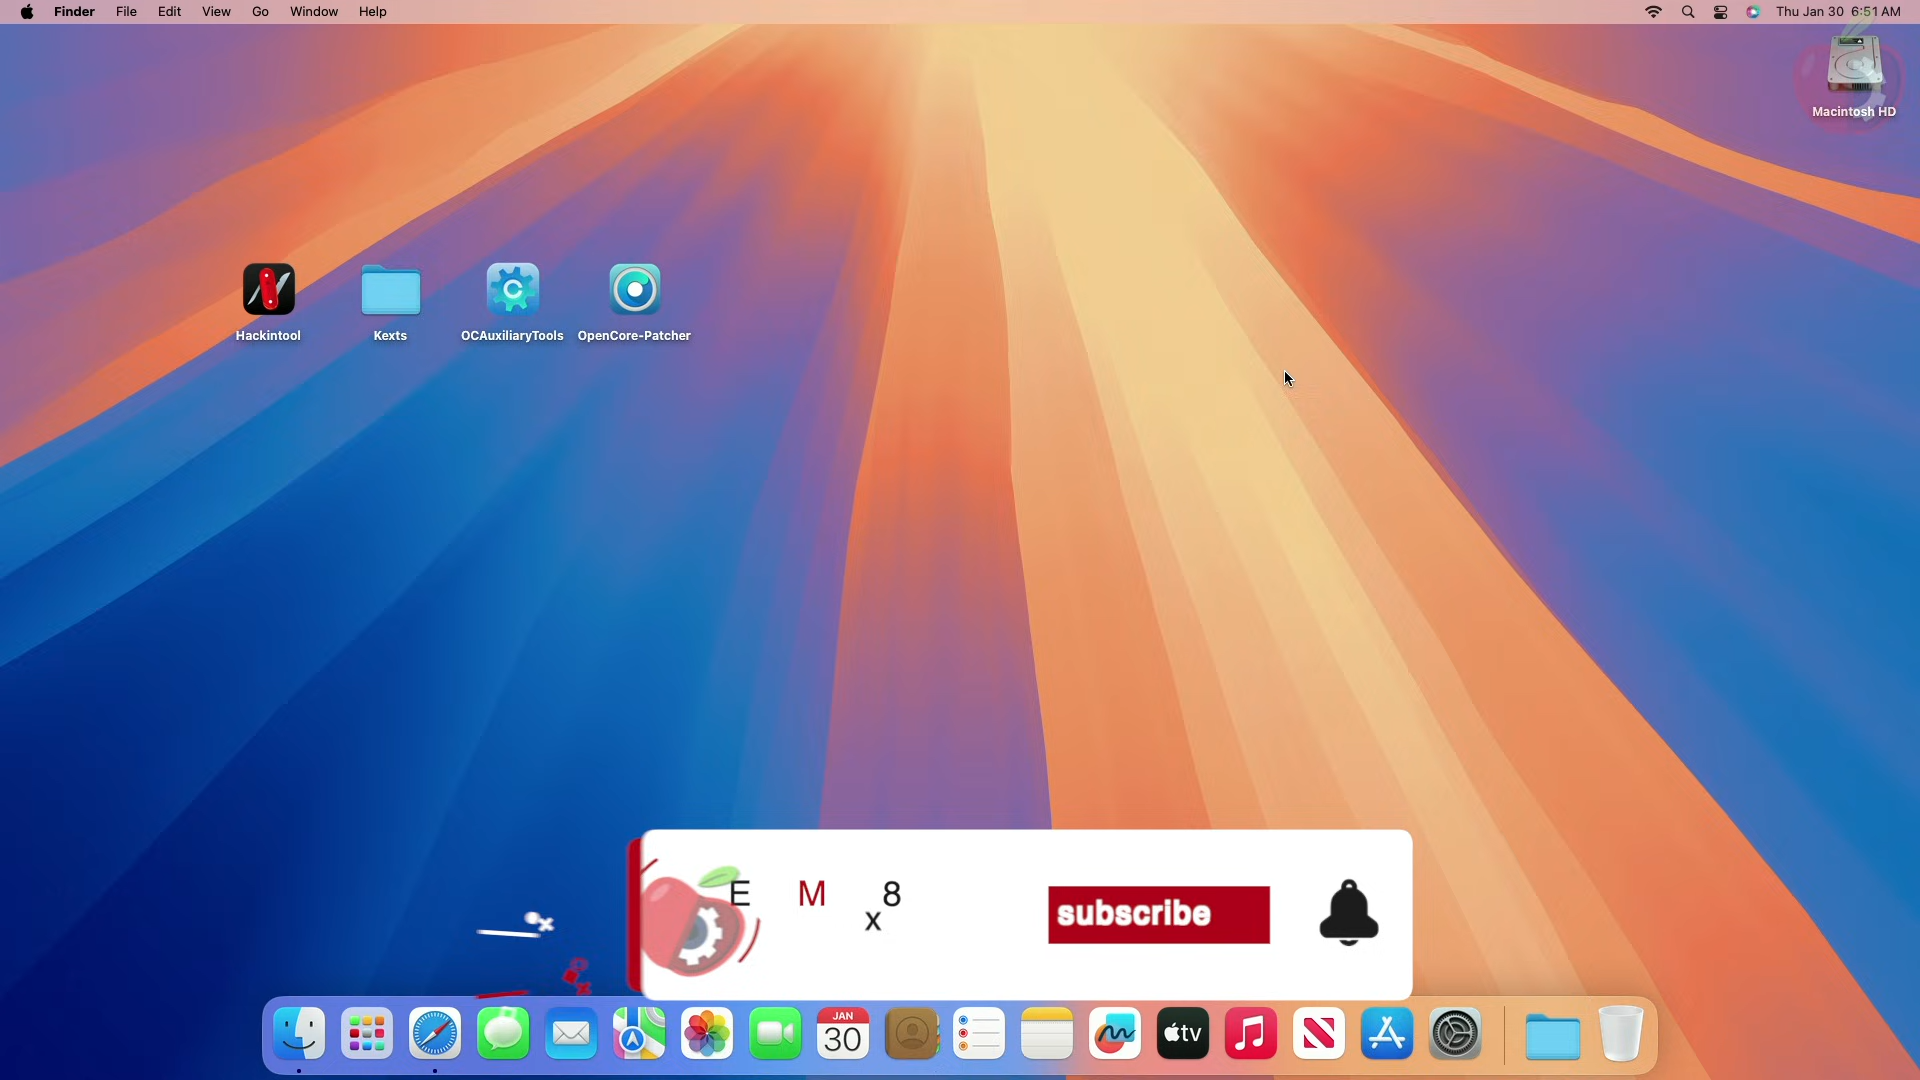 Finder File Edit View Go Window Help
Thu Jan 30 6:51 AM
Macintosh HD
Hackintool
Kexts
OCAuxiliaryTools
OpenCore-Patcher
E M x 8
subscribe
JAN
30
tv